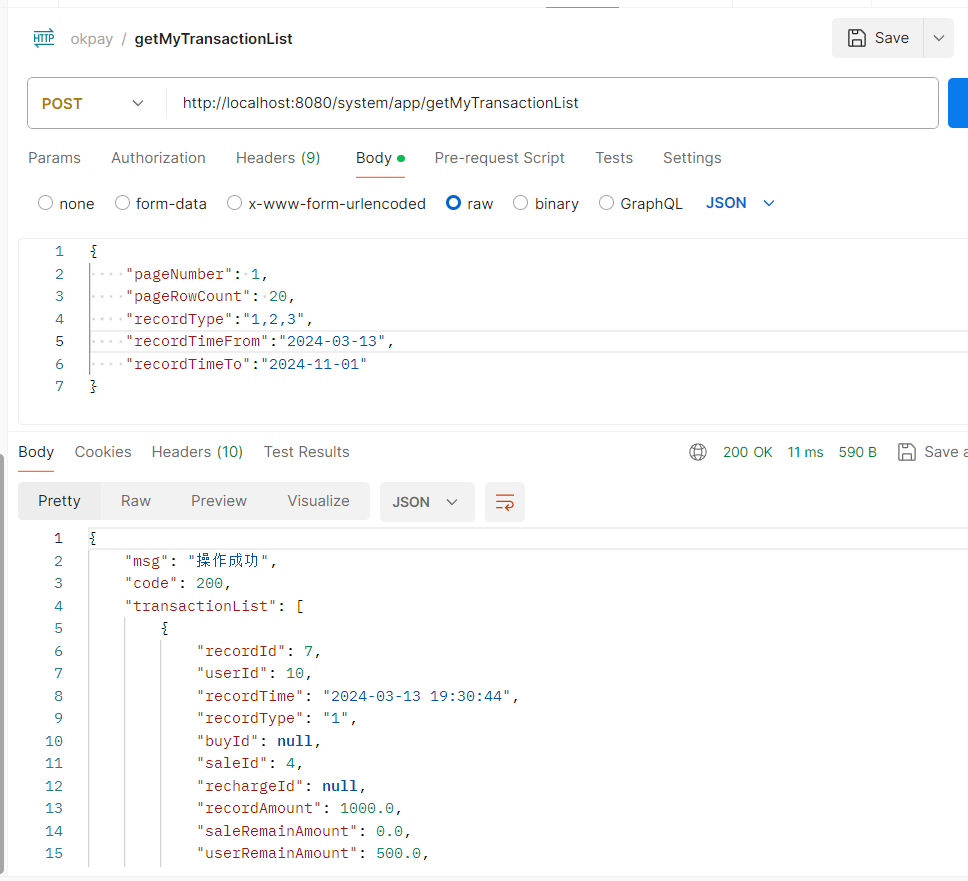 HTTP okpay / getMyTransactionList Save
POST http://localhost:8080/system/app/getMyTransactionList
Params Authorization Headers (9) Body Pre-request Script Tests Settings
none form-data x-www-form-urlencoded raw binary GraphQL JSON
1 {
2 "pageNumber": 1,
3 "pageRowCount": 20,
4 "recordType":"1,2,3",
5 "recordTimeFrom":"2024-03-13",
6 "recordTimeTo":"2024-11-01"
7 }
Body Cookies Headers (10) Test Results 200 OK 11 ms 590 B Save a
Pretty Raw Preview Visualize JSON
1 {
2 "msg": "操作成功",
3 "code": 200,
4 "transactionList": [
5 {
6 "recordId": 7,
7 "userId": 10,
8 "recordTime": "2024-03-13 19:30:44",
9 "recordType": "1",
10 "buyId": null,
11 "saleId": 4,
12 "rechargeId": null,
13 "recordAmount": 1000.0,
14 "saleRemainAmount": 0.0,
15 "userRemainAmount": 500.0,